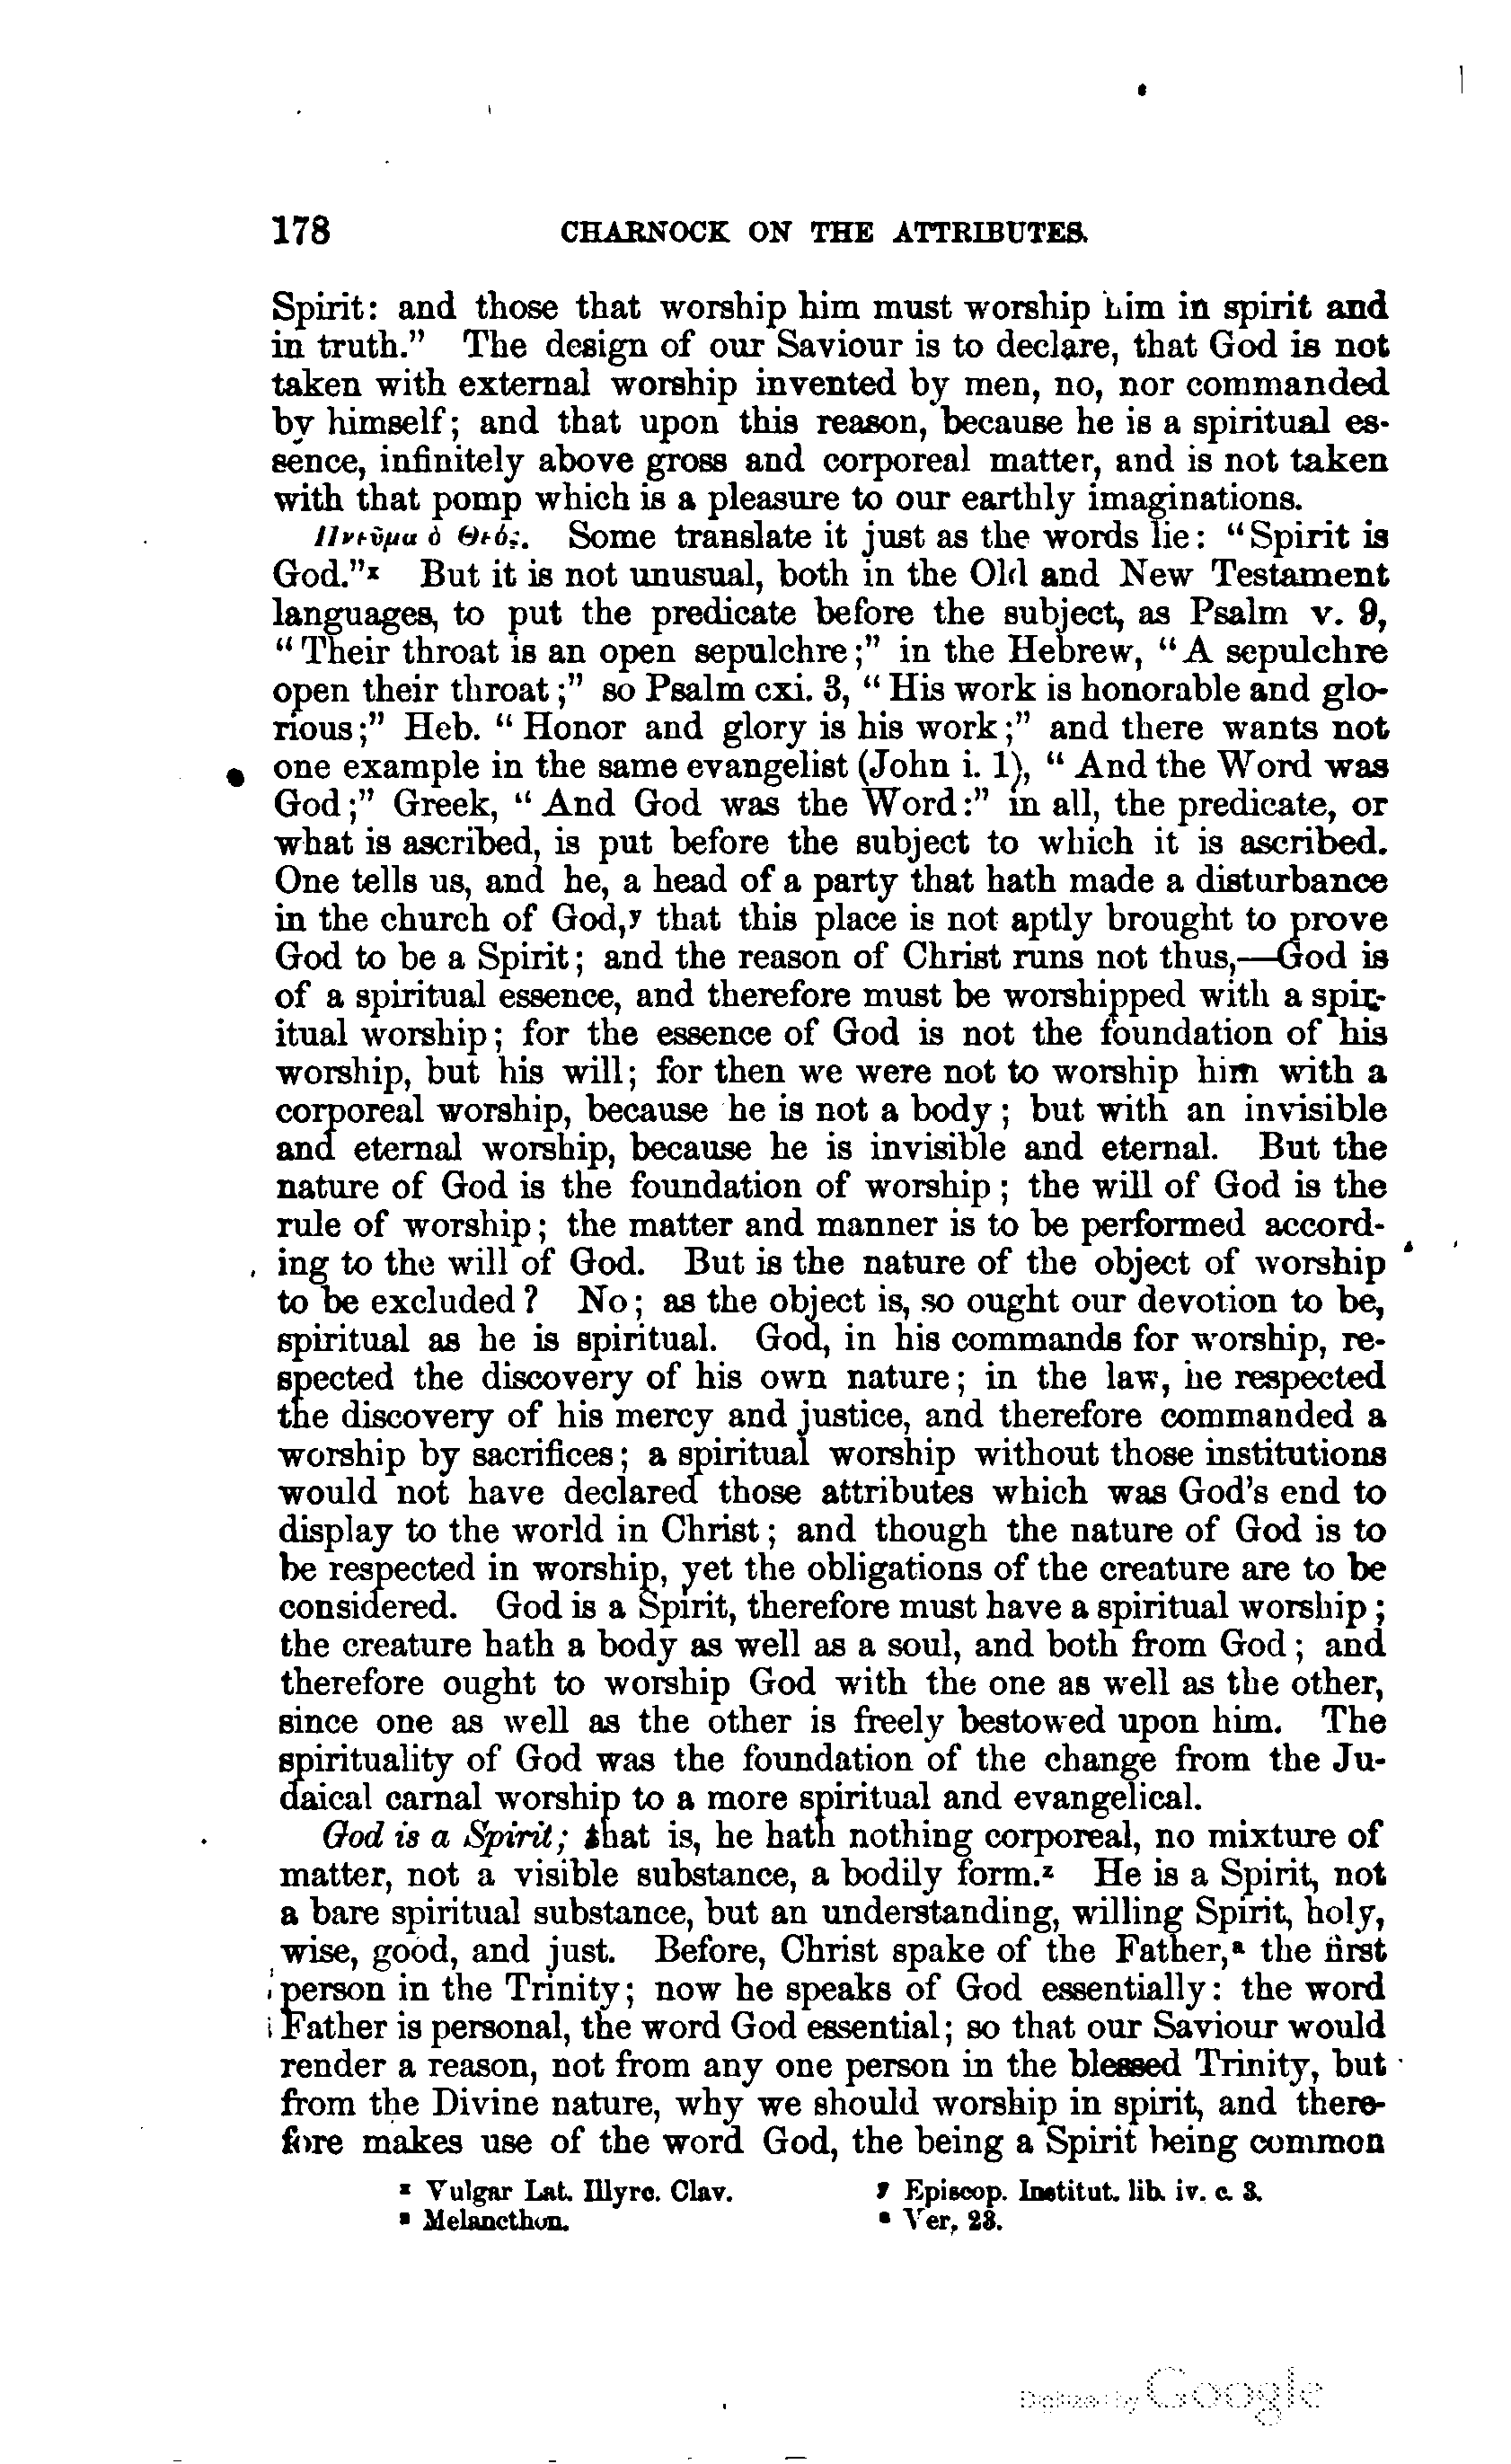 178 CHARNOCK ON THE ATTRIBUTES.
Spirit: and those that worship him must worship him in spirit and
in truth." The design of our Saviour is to declare, that God is not
taken with external worship invented by men, no, nor commanded
by himself; and that upon this reason, because he is a spiritual es-
sence, infinitely above gross and corporeal matter, and is not taken
with that pomp which is a pleasure to our earthly imaginations.
Πνεῦμα ὁ Θεός. Some translate it just as the words lie: "Spirit is
God."x But it is not unusual, both in the Old and New Testament
languages, to put the predicate before the subject, as Psalm v. 9,
"Their throat is an open sepulchre;" in the Hebrew, "A sepulchre
open their throat;" so Psalm cxi. 3, "His work is honorable and glo-
rious;" Heb. "Honor and glory is his work;" and there wants not
one example in the same evangelist (John i. 1), "And the Word was
God;" Greek, "And God was the Word:" in all, the predicate, or
what is ascribed, is put before the subject to which it is ascribed.
One tells us, and he, a head of a party that hath made a disturbance
in the church of God,y that this place is not aptly brought to prove
God to be a Spirit; and the reason of Christ runs not thus,—God is
of a spiritual essence, and therefore must be worshipped with a spir-
itual worship; for the essence of God is not the foundation of his
worship, but his will; for then we were not to worship him with a
corporeal worship, because he is not a body; but with an invisible
and eternal worship, because he is invisible and eternal. But the
nature of God is the foundation of worship; the will of God is the
rule of worship; the matter and manner is to be performed accord-
ing to the will of God. But is the nature of the object of worship
to be excluded? No; as the object is, so ought our devotion to be,
spiritual as he is spiritual. God, in his commands for worship, re-
spected the discovery of his own nature; in the law, he respected
the discovery of his mercy and justice, and therefore commanded a
worship by sacrifices; a spiritual worship without those institutions
would not have declared those attributes which was God's end to
display to the world in Christ; and though the nature of God is to
be respected in worship, yet the obligations of the creature are to be
considered. God is a Spirit, therefore must have a spiritual worship;
the creature hath a body as well as a soul, and both from God; and
therefore ought to worship God with the one as well as the other,
since one as well as the other is freely bestowed upon him. The
spirituality of God was the foundation of the change from the Ju-
daical carnal worship to a more spiritual and evangelical.
God is a Spirit; that is, he hath nothing corporeal, no mixture of
matter, not a visible substance, a bodily form.z He is a Spirit, not
a bare spiritual substance, but an understanding, willing Spirit, holy,
wise, good, and just. Before, Christ spake of the Father,a the first
person in the Trinity; now he speaks of God essentially: the word
Father is personal, the word God essential; so that our Saviour would
render a reason, not from any one person in the blessed Trinity, but
from the Divine nature, why we should worship in spirit, and there-
fore makes use of the word God, the being a Spirit being common
x Vulgar Lat. Illyrc. Clav. y Episcop. Institut. lib. iv. c. 3.
z Melancthon. a Ver. 23.
Digitized by Google